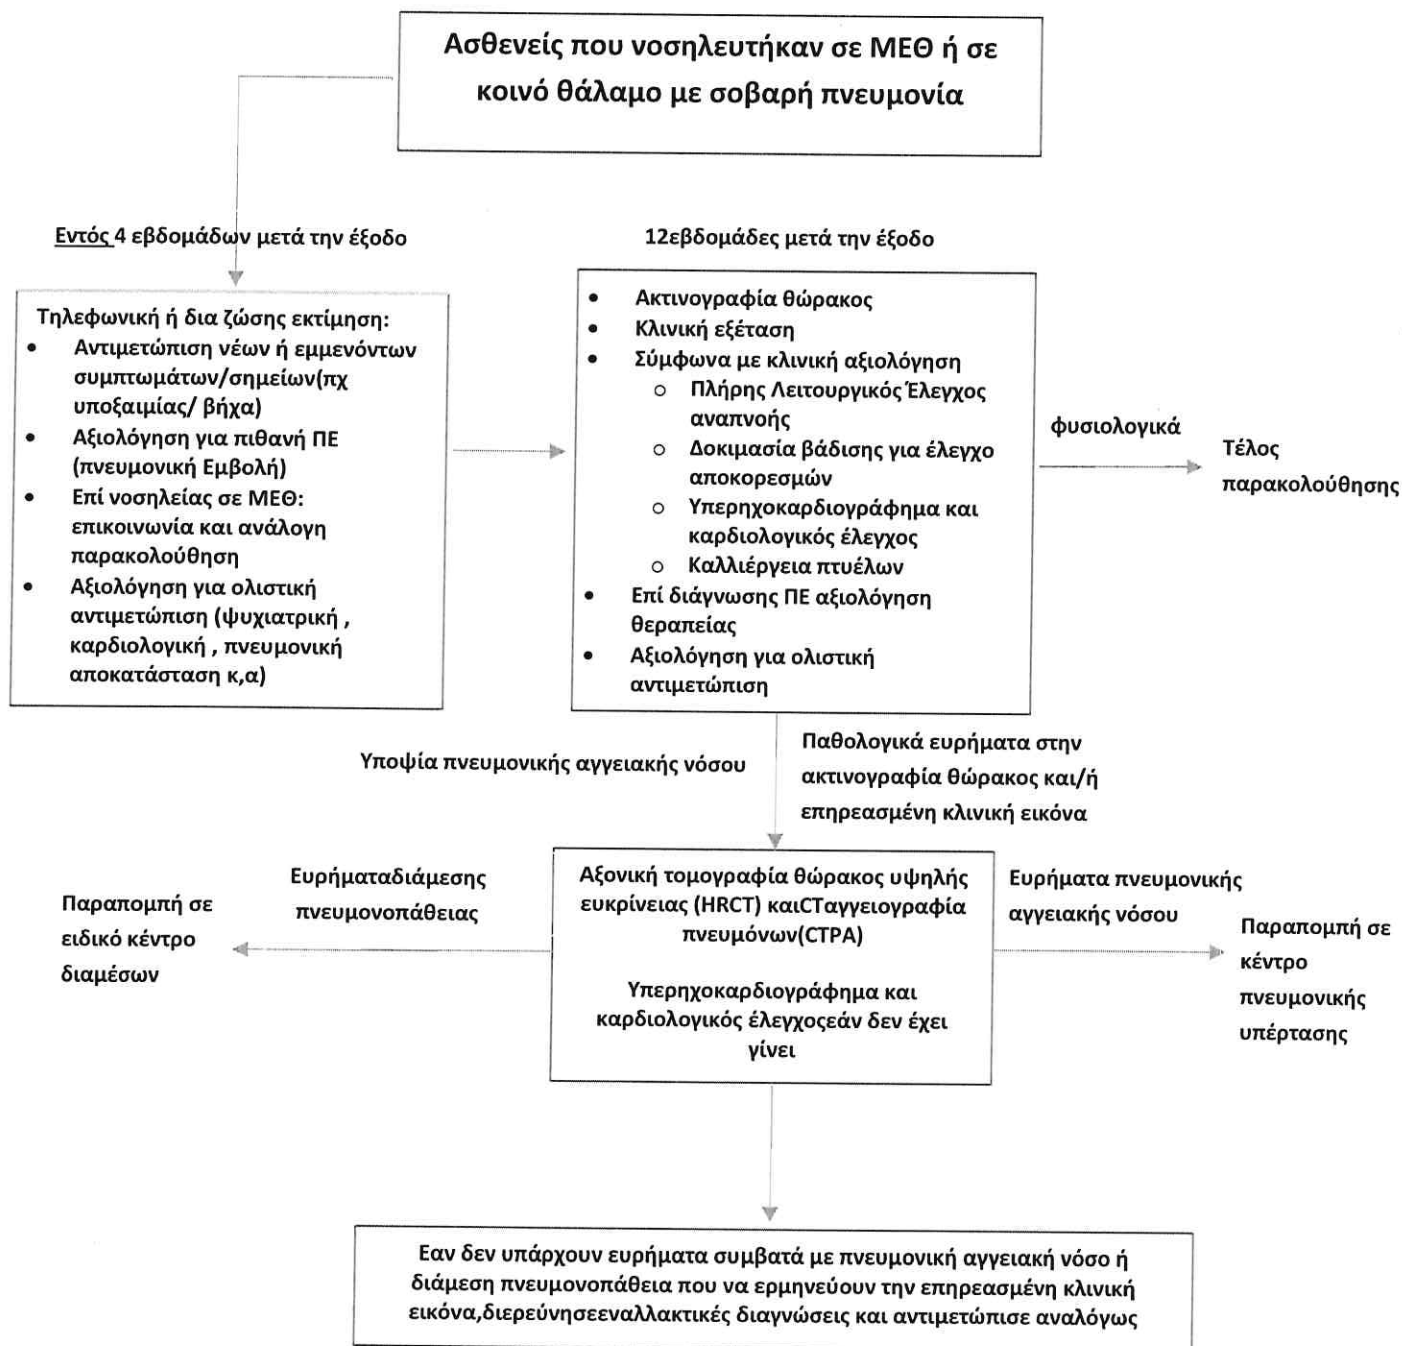 Ασθενείς που νοσηλευτήκαν σε ΜΕΘ ή σε
κοινό θάλαμο με σοβαρή πνευμονία
Εντός 4 εβδομάδων μετά την έξοδο
Τηλεφωνική ή δια ζώσης εκτίμηση:
• Αντιμετώπιση νέων ή εμμενόντων
συμπτωμάτων/σημείων(πχ
υποξαιμίας/ βήχα)
• Αξιολόγηση για πιθανή ΠΕ
(πνευμονική Εμβολή)
• Επί νοσηλείας σε ΜΕΘ:
επικοινωνία και ανάλογη
παρακολούθηση
• Αξιολόγηση για ολιστική
αντιμετώπιση (ψυχιατρική ,
καρδιολογική , πνευμονική
αποκατάσταση κ,α)
12εβδομάδες μετά την έξοδο
• Ακτινογραφία θώρακος
• Κλινική εξέταση
• Σύμφωνα με κλινική αξιολόγηση
o Πλήρης Λειτουργικός Έλεγχος
αναπνοής
o Δοκιμασία βάδισης για έλεγχο
αποκορεσμών
o Υπερηχοκαρδιογράφημα και
καρδιολογικός έλεγχος
o Καλλιέργεια πτυέλων
• Επί διάγνωσης ΠΕ αξιολόγηση
θεραπείας
• Αξιολόγηση για ολιστική
αντιμετώπιση
φυσιολογικά
Τέλος
παρακολούθησης
Υποψία πνευμονικής αγγειακής νόσου
Παθολογικά ευρήματα στην
ακτινογραφία θώρακος και/ή
επηρεασμένη κλινική εικόνα
Ευρήματαδιάμεσης
πνευμονοπάθειας
Παραπομπή σε
ειδικό κέντρο
διαμέσων
Αξονική τομογραφία θώρακος υψηλής
ευκρίνειας (HRCT) καιCTαγγειογραφία
πνευμόνων(CTPA)
Υπερηχοκαρδιογράφημα και
καρδιολογικός έλεγχοςεάν δεν έχει
γίνει
Ευρήματα πνευμονικής
αγγειακής νόσου
Παραπομπή σε
κέντρο
πνευμονικής
υπέρτασης
Εαν δεν υπάρχουν ευρήματα συμβατά με πνευμονική αγγειακή νόσο ή
διάμεση πνευμονοπάθεια που να ερμηνεύουν την επηρεασμένη κλινική
εικόνα,διερεύνησεεναλλακτικές διαγνώσεις και αντιμετώπισε αναλόγως